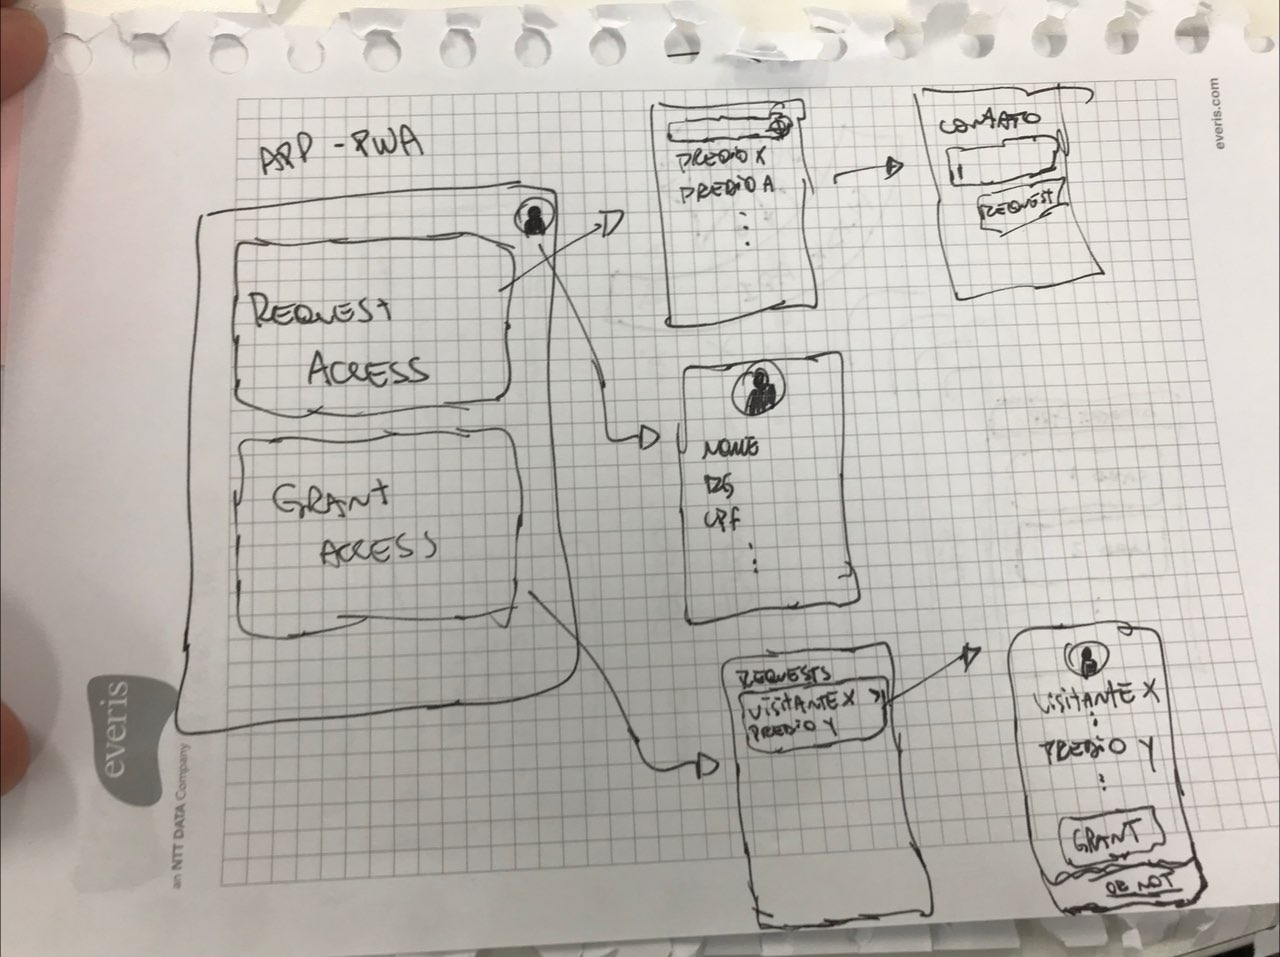 APP - PWA
REQUEST
ACCESS
GRANT
ACCESS
PREDIO X
PREDIO A
CONTATO
REQUEST
NOME
RG
CPF
REQUESTS
VISITANTE X >
PREDIO Y
VISITANTE X
PREDIO Y
GRANT
OR NOT
everis
an NTT DATA Company
everis.com